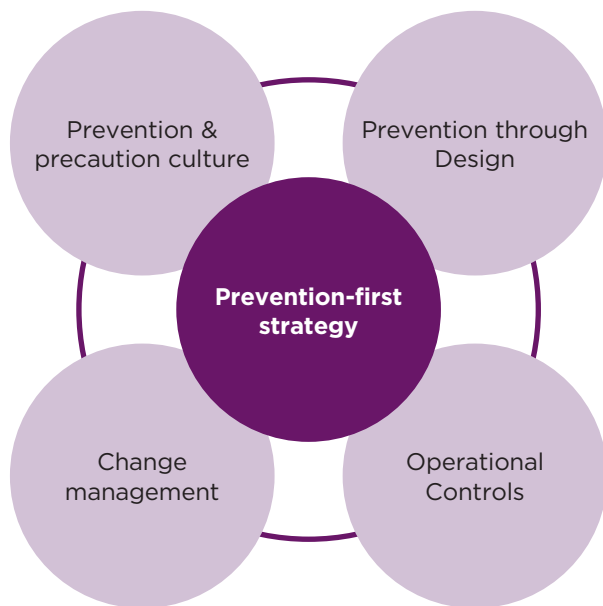 Prevention &
precaution culture
Prevention through
Design
Prevention-first
strategy
Change
management
Operational
Controls